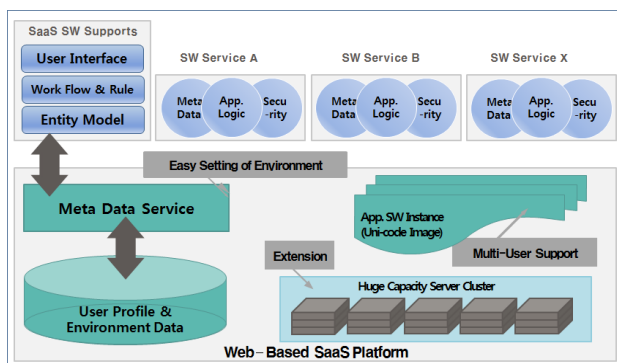 SaaS SW Supports
User Interface
Work Flow & Rule
Entity Model
SW Service A
Meta
Data
App.
Logic
Secu
-rity
SW Service B
Meta
Data
App.
Logic
Secu
-rity
SW Service X
Meta
Data
App.
Logic
Secu
-rity
Easy Setting of Environment
Meta Data Service
App. SW Instance
(Uni-code Image)
Multi-User Support
Extension
User Profile &
Environment Data
Huge Capacity Server Cluster
Web-Based SaaS Platform